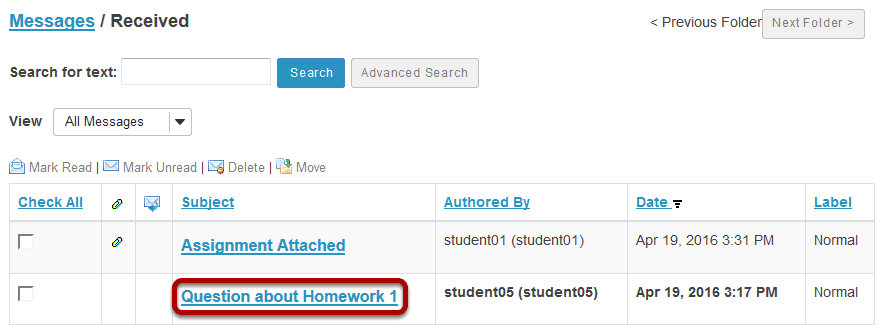 Messages / Received
< Previous Folder Next Folder >
Search for text: Search Advanced Search
View All Messages
Mark Read | Mark Unread | Delete | Move
Check All Subject Authored By Date Label
Assignment Attached student01 (student01) Apr 19, 2016 3:31 PM Normal
Question about Homework 1 student05 (student05) Apr 19, 2016 3:17 PM Normal